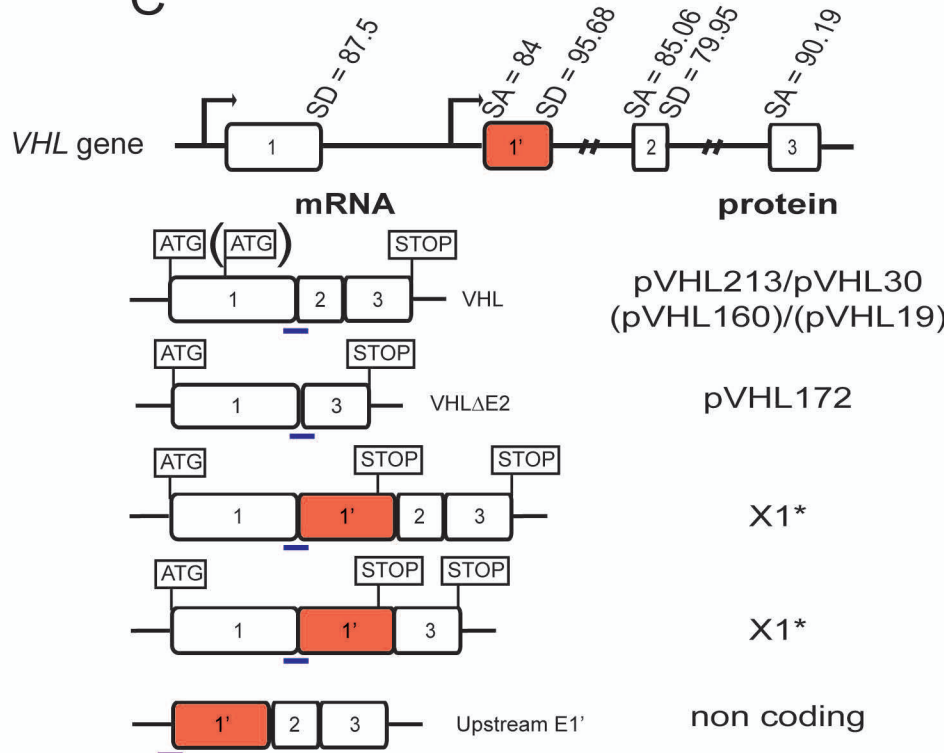 C
SD = 87.5
SA = 84
SD = 95.68
SA = 85.06
SD = 79.95
SA = 90.19
VHL gene 1 1' 2 3
mRNA protein
ATG (ATG) STOP
1 2 3 VHL
pVHL213/pVHL30
(pVHL160)/(pVHL19)
ATG STOP
1 3 VHLΔE2 pVHL172
ATG STOP STOP
1 1' 2 3 X1*
ATG STOP STOP
1 1' 3 X1*
1' 2 3 Upstream E1' non coding